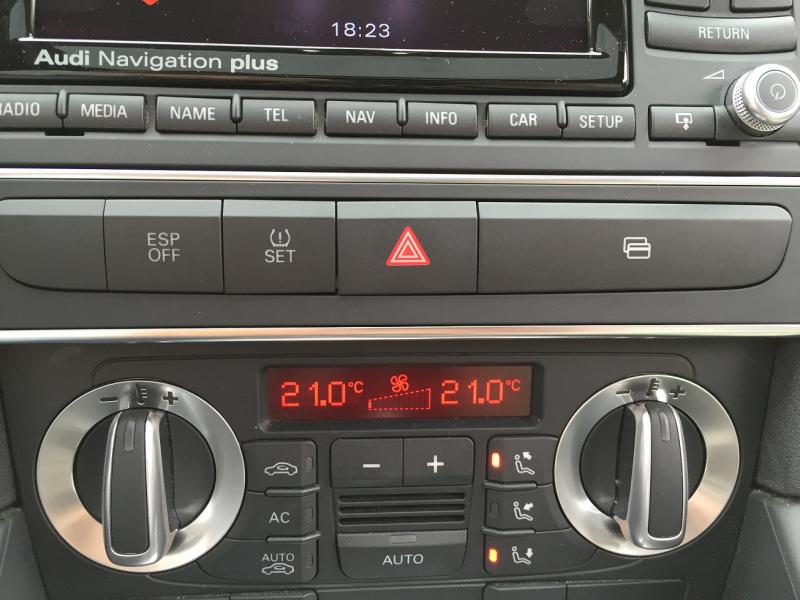 18:23
Audi Navigation plus
RETURN
RADIO MEDIA NAME TEL NAV INFO CAR SETUP
ESP
OFF
SET
21.0°C 21.0°C
- + - +
- +
AC
AUTO
AUTO